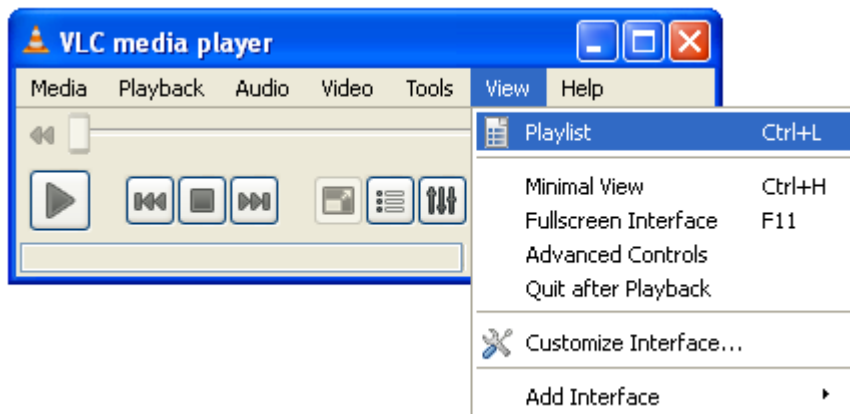 VLC media player
Media Playback Audio Video Tools View Help
Playlist Ctrl+L
Minimal View Ctrl+H
Fullscreen Interface F11
Advanced Controls
Quit after Playback
Customize Interface...
Add Interface